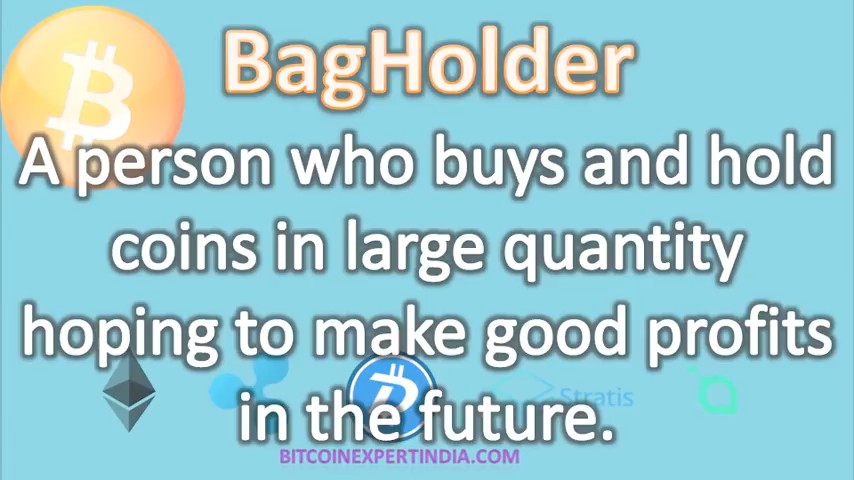 BagHolder
A person who buys and hold
coins in large quantity
hoping to make good profits
Stratis
in the future.
BITCOINEXPERTINDIA.COM